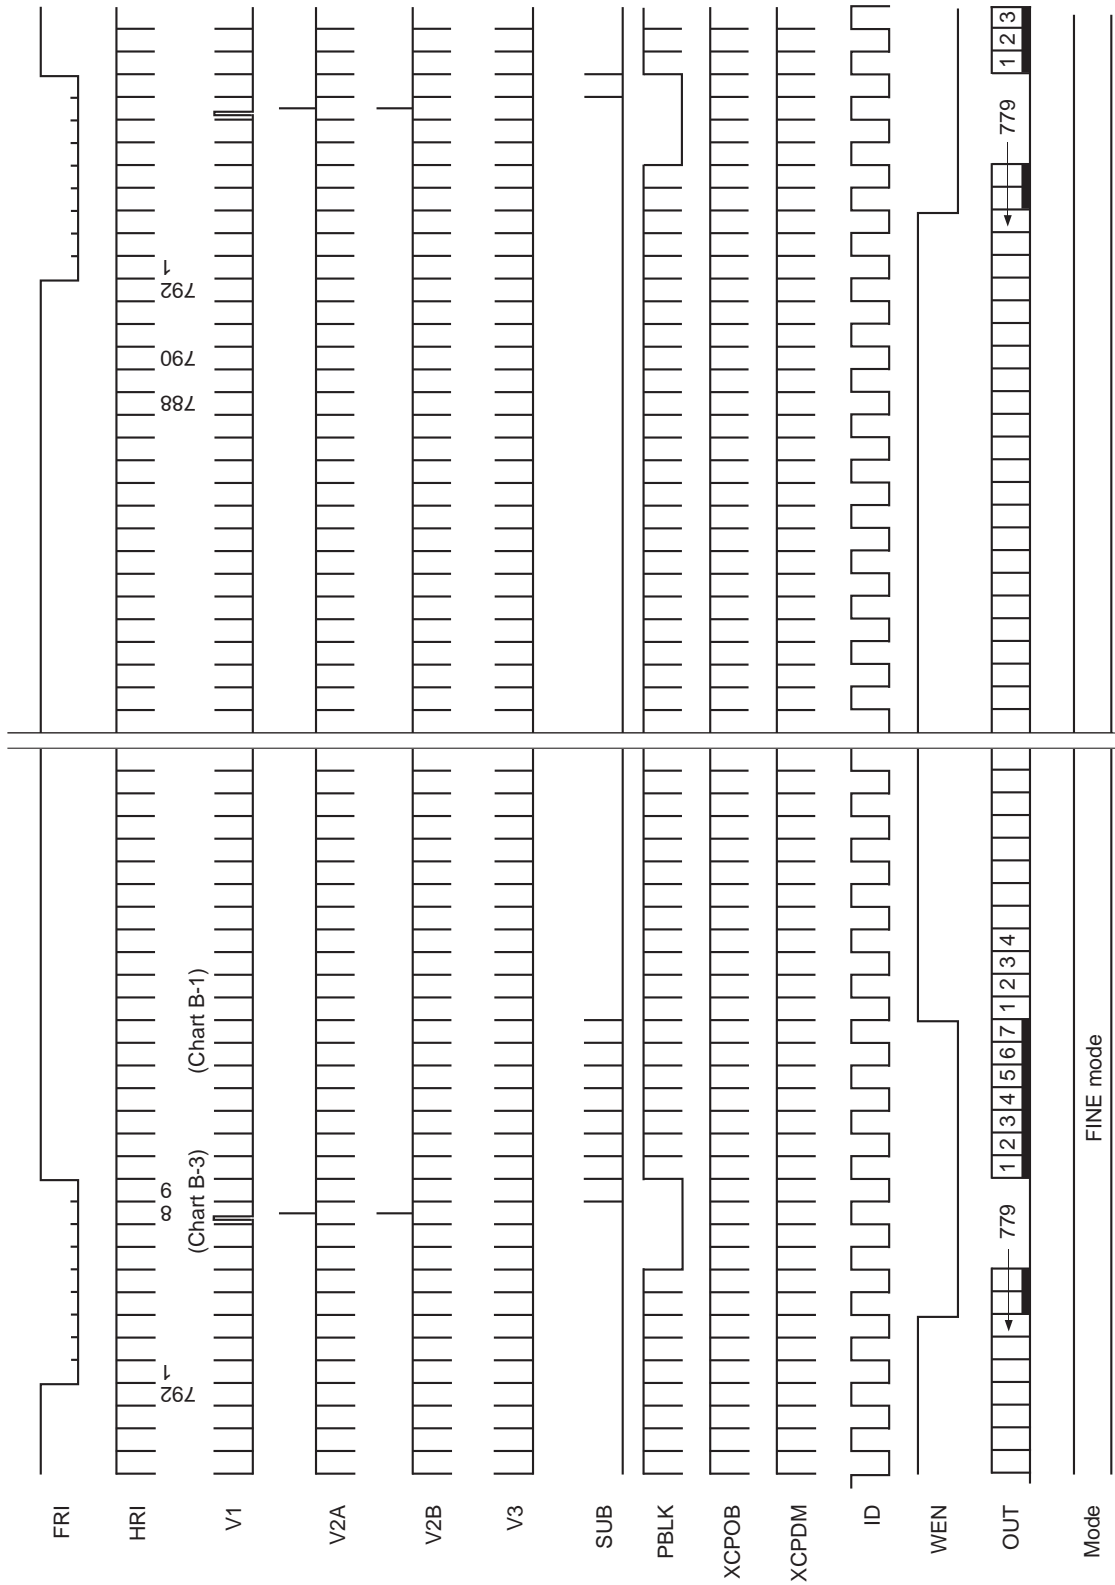 FRI
792
1
8
9
788
790
792
1
HRI
(Chart B-3)
(Chart B-1)
V1
V2A
V2B
V3
SUB
PBLK
XCPOB
XCPDM
ID
WEN
OUT
779
1 2 3 4 5 6 7 1 2 3 4
779
1 2 3
Mode
FINE mode